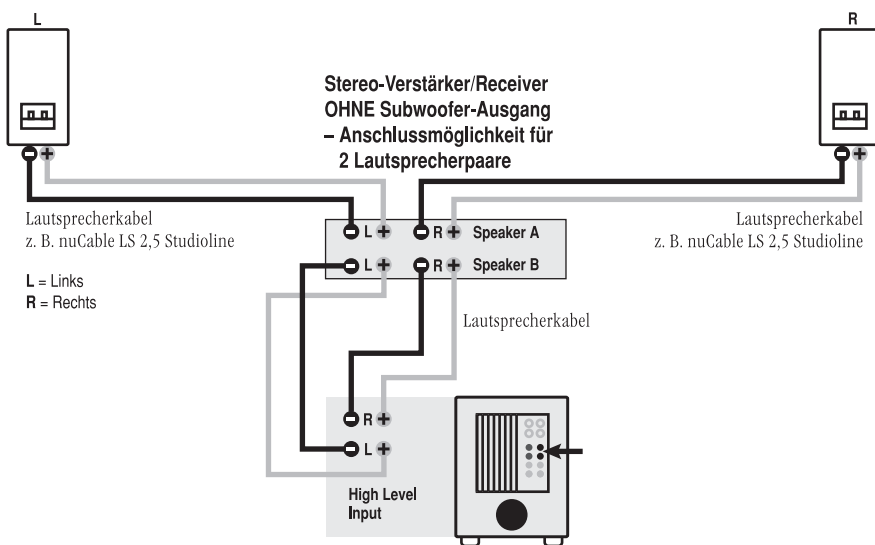 L
R
Stereo-Verstärker/Receiver
OHNE Subwoofer-Ausgang
– Anschlussmöglichkeit für
2 Lautsprecherpaare
Lautsprecherkabel
z. B. nuCable LS 2,5 Studioline
Lautsprecherkabel
z. B. nuCable LS 2,5 Studioline
L = Links
R = Rechts
– L + – R + Speaker A
– L + – R + Speaker B
Lautsprecherkabel
– R +
– L +
High Level
Input